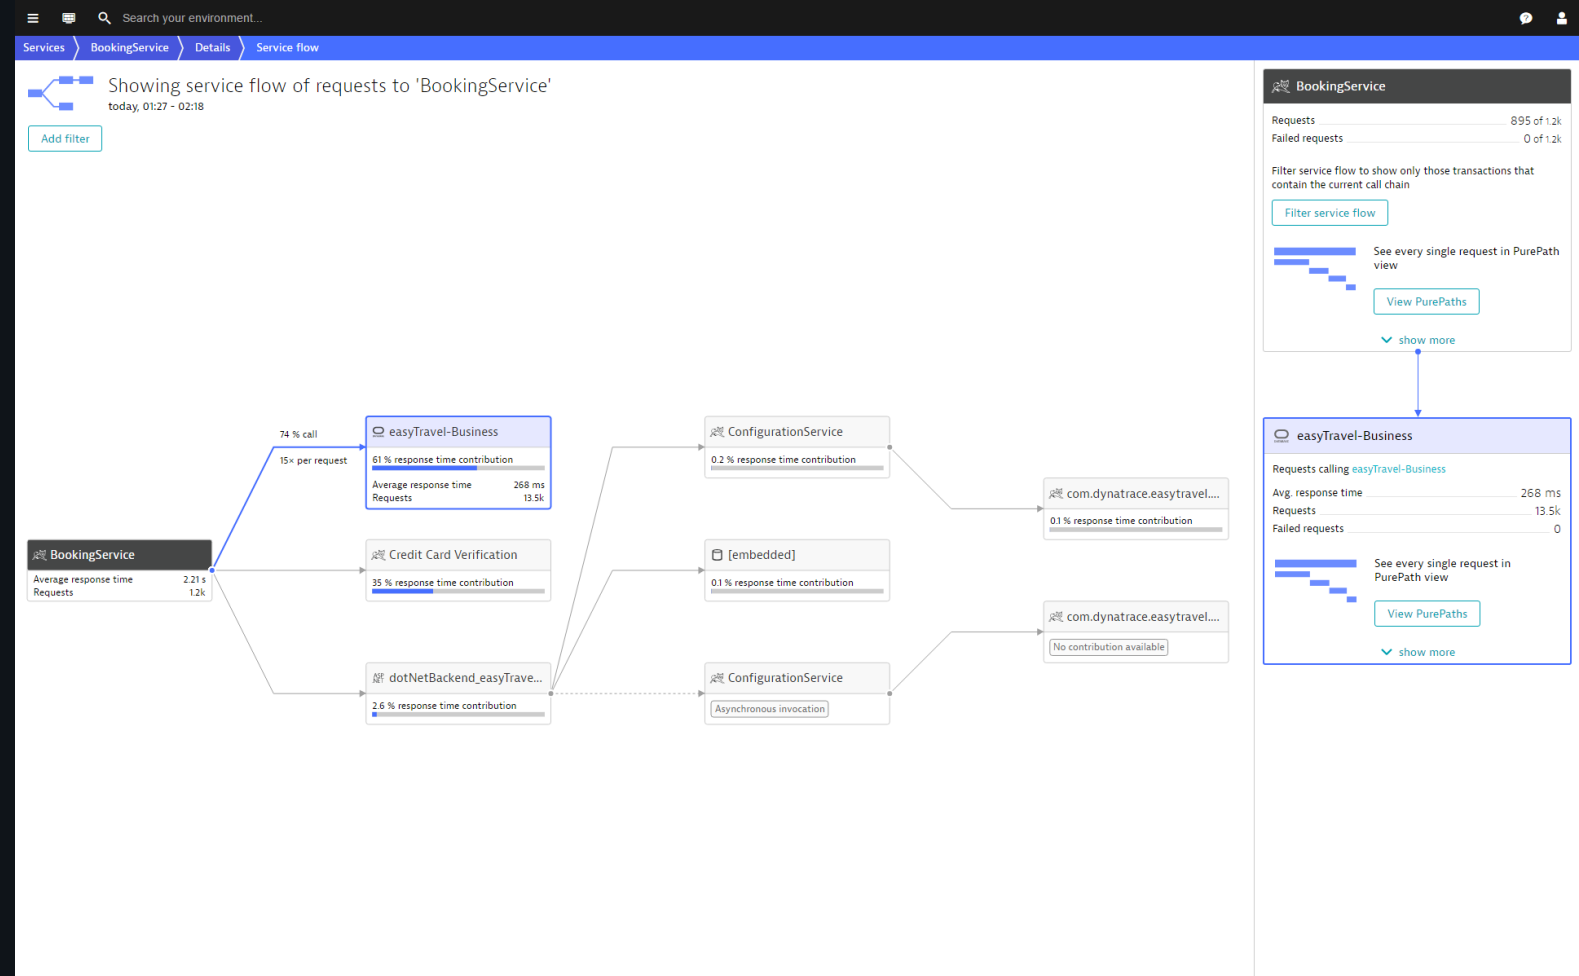 Search your environment...
Services
BookingService
Details
Service flow
Showing service flow of requests to 'BookingService'
today, 01:27 - 02:18
Add filter
74 % call
15× per request
easyTravel-Business
61 % response time contribution
Average response time 268 ms
Requests 13.5k
BookingService
Average response time 2.21 s
Requests 1.2k
Credit Card Verification
35 % response time contribution
dotNetBackend_easyTrave...
2.6 % response time contribution
ConfigurationService
0.2 % response time contribution
[embedded]
0.1 % response time contribution
ConfigurationService
Asynchronous invocation
com.dynatrace.easytravel....
0.1 % response time contribution
com.dynatrace.easytravel....
No contribution available
BookingService
Requests 895 of 1.2k
Failed requests 0 of 1.2k
Filter service flow to show only those transactions that
contain the current call chain
Filter service flow
See every single request in PurePath
view
View PurePaths
show more
easyTravel-Business
Requests calling easyTravel-Business
Avg. response time 268 ms
Requests 13.5k
Failed requests 0
See every single request in
PurePath view
View PurePaths
show more